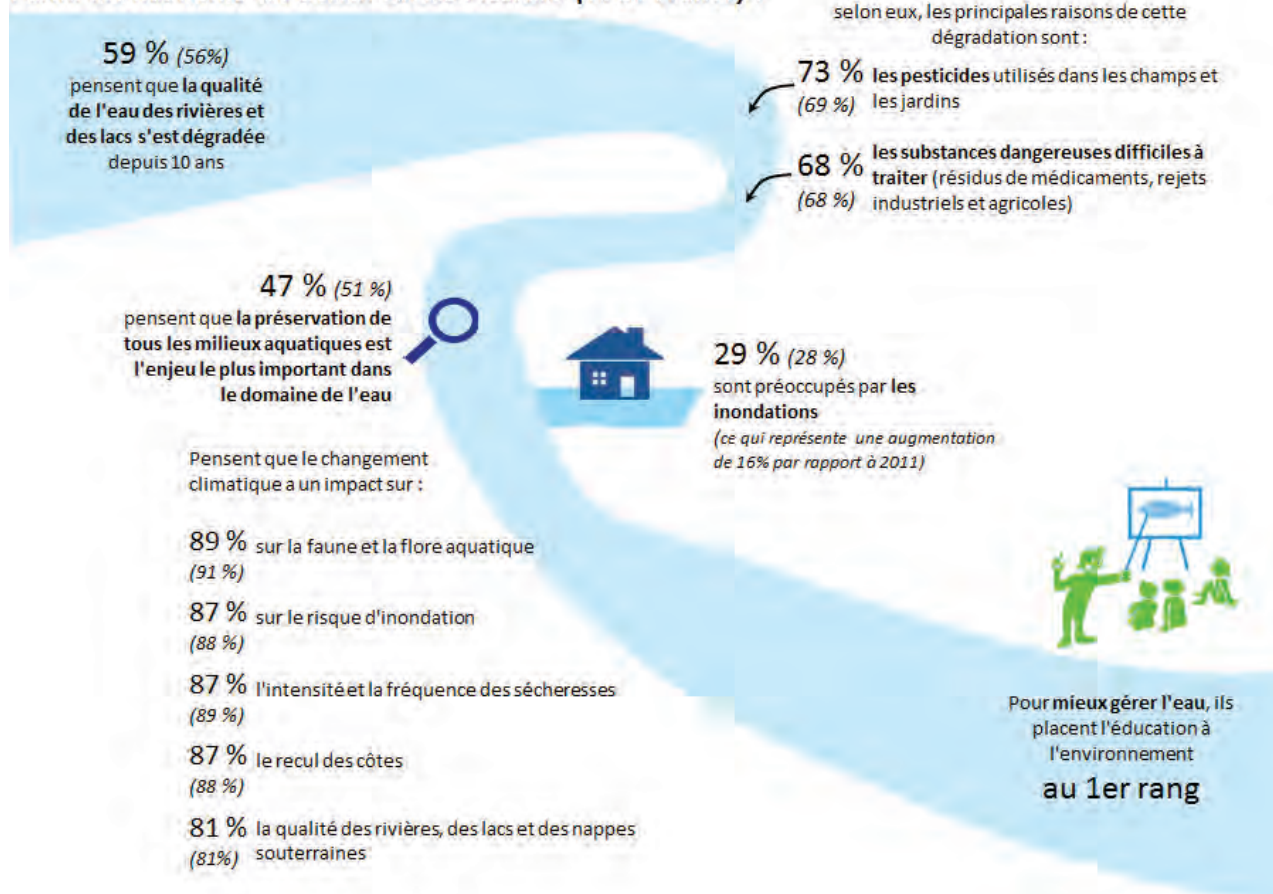 selon eux, les principales raisons de cette
dégradation sont :
59 % (56%)
pensent que la qualité
de l'eau des rivières et
des lacs s'est dégradée
depuis 10 ans
73 % les pesticides utilisés dans les champs et
(69 %) les jardins
68 % les substances dangereuses difficiles à
(68 %) traiter (résidus de médicaments, rejets
industriels et agricoles)
47 % (51 %)
pensent que la préservation de
tous les milieux aquatiques est
l'enjeu le plus important dans
le domaine de l'eau
29 % (28 %)
sont préoccupés par les
inondations
(ce qui représente une augmentation
de 16% par rapport à 2011)
Pensent que le changement
climatique a un impact sur :
89 % sur la faune et la flore aquatique
(91 %)
87 % sur le risque d'inondation
(88 %)
87 % l'intensité et la fréquence des sécheresses
(89 %)
87 % le recul des côtes
(88 %)
81 % la qualité des rivières, des lacs et des nappes
(81%) souterraines
Pour mieux gérer l'eau, ils
placent l'éducation à
l'environnement
au 1er rang